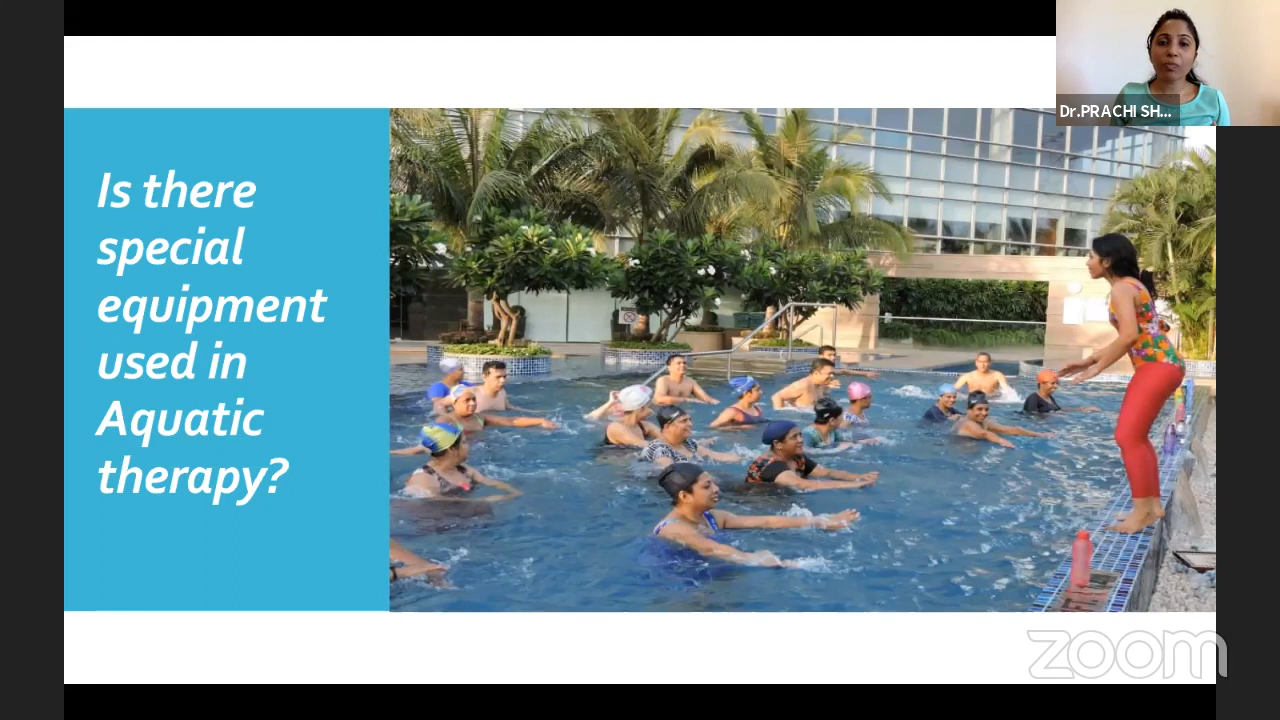 Dr.PRACHI SH...
Is there
special
equipment
used in
Aquatic
therapy?
zoom